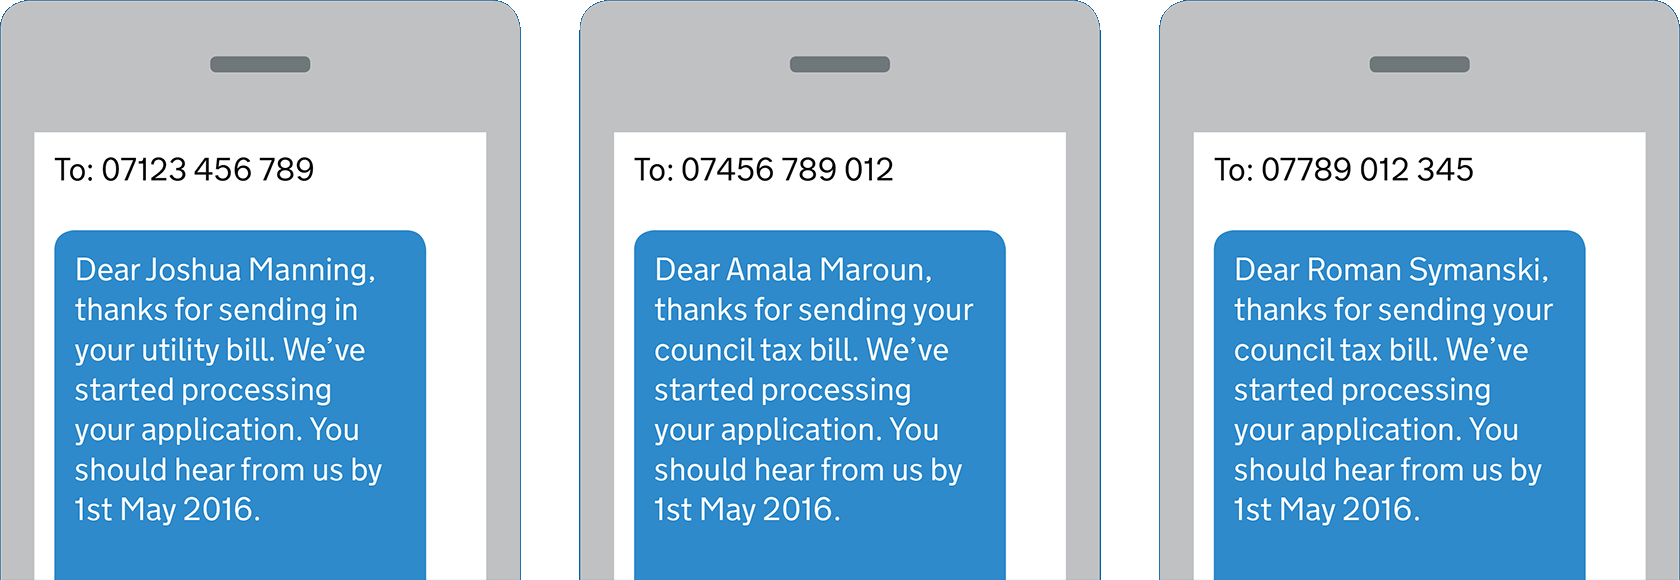 To: 07123 456 789
Dear Joshua Manning,
thanks for sending in
your utility bill. We’ve
started processing
your application. You
should hear from us by
1st May 2016.
To: 07456 789 012
Dear Amala Maroun,
thanks for sending your
council tax bill. We’ve
started processing
your application. You
should hear from us by
1st May 2016.
To: 07789 012 345
Dear Roman Symanski,
thanks for sending your
council tax bill. We’ve
started processing
your application. You
should hear from us by
1st May 2016.